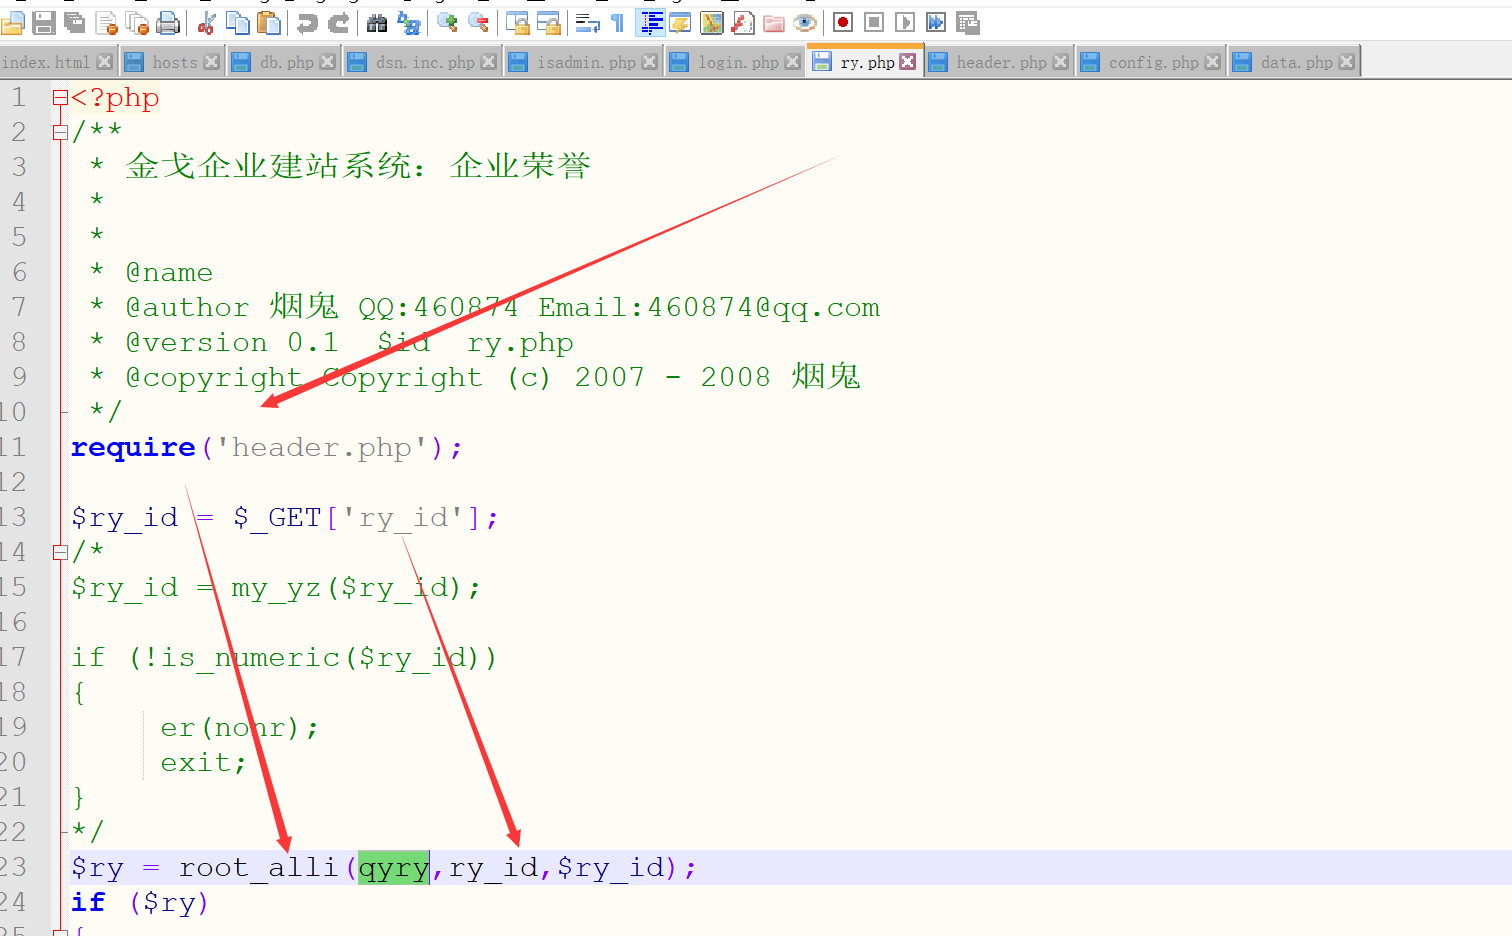 index.html hosts db.php dsn.inc.php isadmin.php login.php ry.php header.php config.php data.php
1 <?php
2 /**
3 * 金戈企业建站系统：企业荣誉
4 *
5 *
6 * @name
7 * @author 烟鬼 QQ:460874 Email:460874@qq.com
8 * @version 0.1 $id ry.php
9 * @copyright Copyright (c) 2007 - 2008 烟鬼
10 */
11 require('header.php');
12
13 $ry_id = $_GET['ry_id'];
14 /*
15 $ry_id = my_yz($ry_id);
16
17 if (!is_numeric($ry_id))
18 {
19 er(nonr);
20 exit;
21 }
22 */
23 $ry = root_alli(qyry,ry_id,$ry_id);
24 if ($ry)
25 {